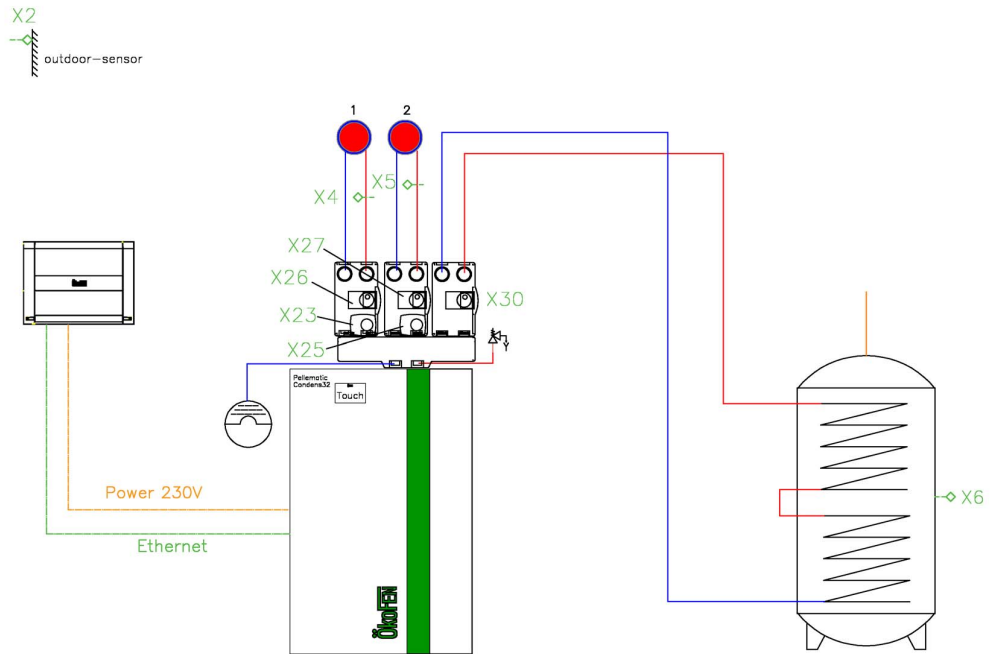 X2
outdoor-sensor
1
2
X4
X5
X27
X26
X30
X23
X25
Pellematic
Condens32
Touch
Power 230V
X6
Ethernet
ÖkoFEN